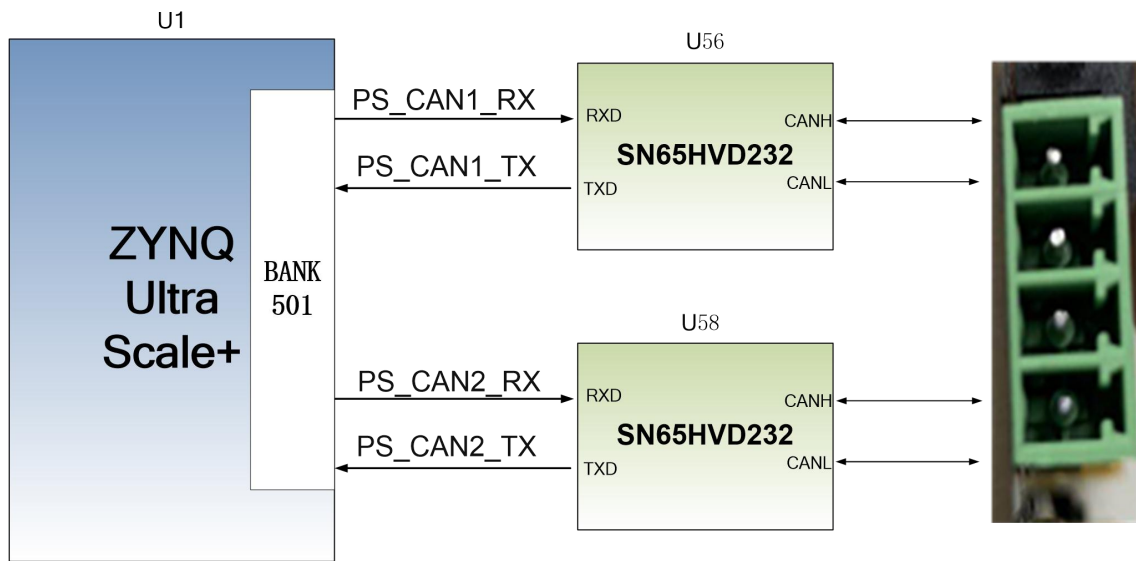 U1
ZYNQ
Ultra
Scale+
BANK
501
PS_CAN1_RX
PS_CAN1_TX
U56
RXD
CANH
SN65HVD232
TXD
CANL
PS_CAN2_RX
PS_CAN2_TX
U58
RXD
CANH
SN65HVD232
TXD
CANL